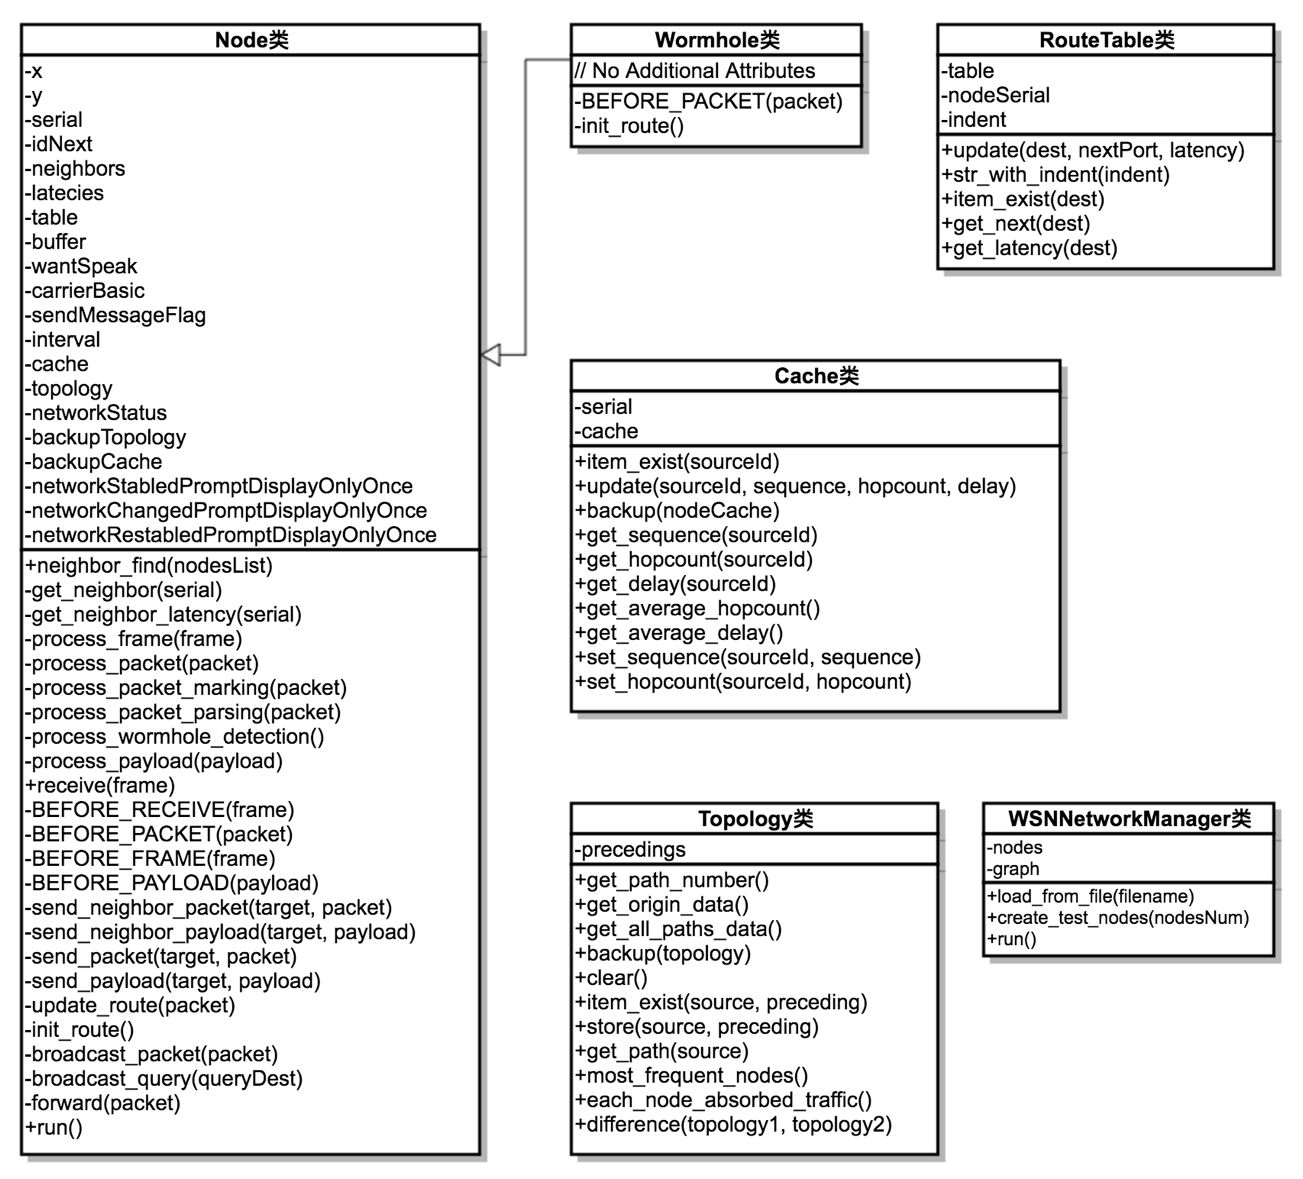 Node类
-x
-y
-serial
-idNext
-neighbors
-latecies
-table
-buffer
-wantSpeak
-carrierBasic
-sendMessageFlag
-interval
-cache
-topology
-networkStatus
-backupTopology
-backupCache
-networkStabledPromptDisplayOnlyOnce
-networkChangedPromptDisplayOnlyOnce
-networkRestabledPromptDisplayOnlyOnce
+neighbor_find(nodesList)
-get_neighbor(serial)
-get_neighbor_latency(serial)
-process_frame(frame)
-process_packet(packet)
-process_packet_marking(packet)
-process_packet_parsing(packet)
-process_wormhole_detection()
-process_payload(payload)
+receive(frame)
-BEFORE_RECEIVE(frame)
-BEFORE_PACKET(packet)
-BEFORE_FRAME(frame)
-BEFORE_PAYLOAD(payload)
-send_neighbor_packet(target, packet)
-send_neighbor_payload(target, payload)
-send_packet(target, packet)
-send_payload(target, payload)
-update_route(packet)
-init_route()
-broadcast_packet(packet)
-broadcast_query(queryDest)
-forward(packet)
+run()
Wormhole类
// No Additional Attributes
-BEFORE_PACKET(packet)
-init_route()
RouteTable类
-table
-nodeSerial
-indent
+update(dest, nextPort, latency)
+str_with_indent(indent)
+item_exist(dest)
+get_next(dest)
+get_latency(dest)
Cache类
-serial
-cache
+item_exist(sourceId)
+update(sourceId, sequence, hopcount, delay)
+backup(nodeCache)
+get_sequence(sourceId)
+get_hopcount(sourceId)
+get_delay(sourceId)
+get_average_hopcount()
+get_average_delay()
+set_sequence(sourceId, sequence)
+set_hopcount(sourceId, hopcount)
Topology类
-precedings
+get_path_number()
+get_origin_data()
+get_all_paths_data()
+backup(topology)
+clear()
+item_exist(source, preceding)
+store(source, preceding)
+get_path(source)
+most_frequent_nodes()
+each_node_absorbed_traffic()
+difference(topology1, topology2)
WSNNetworkManager类
-nodes
-graph
+load_from_file(filename)
+create_test_nodes(nodesNum)
+run()